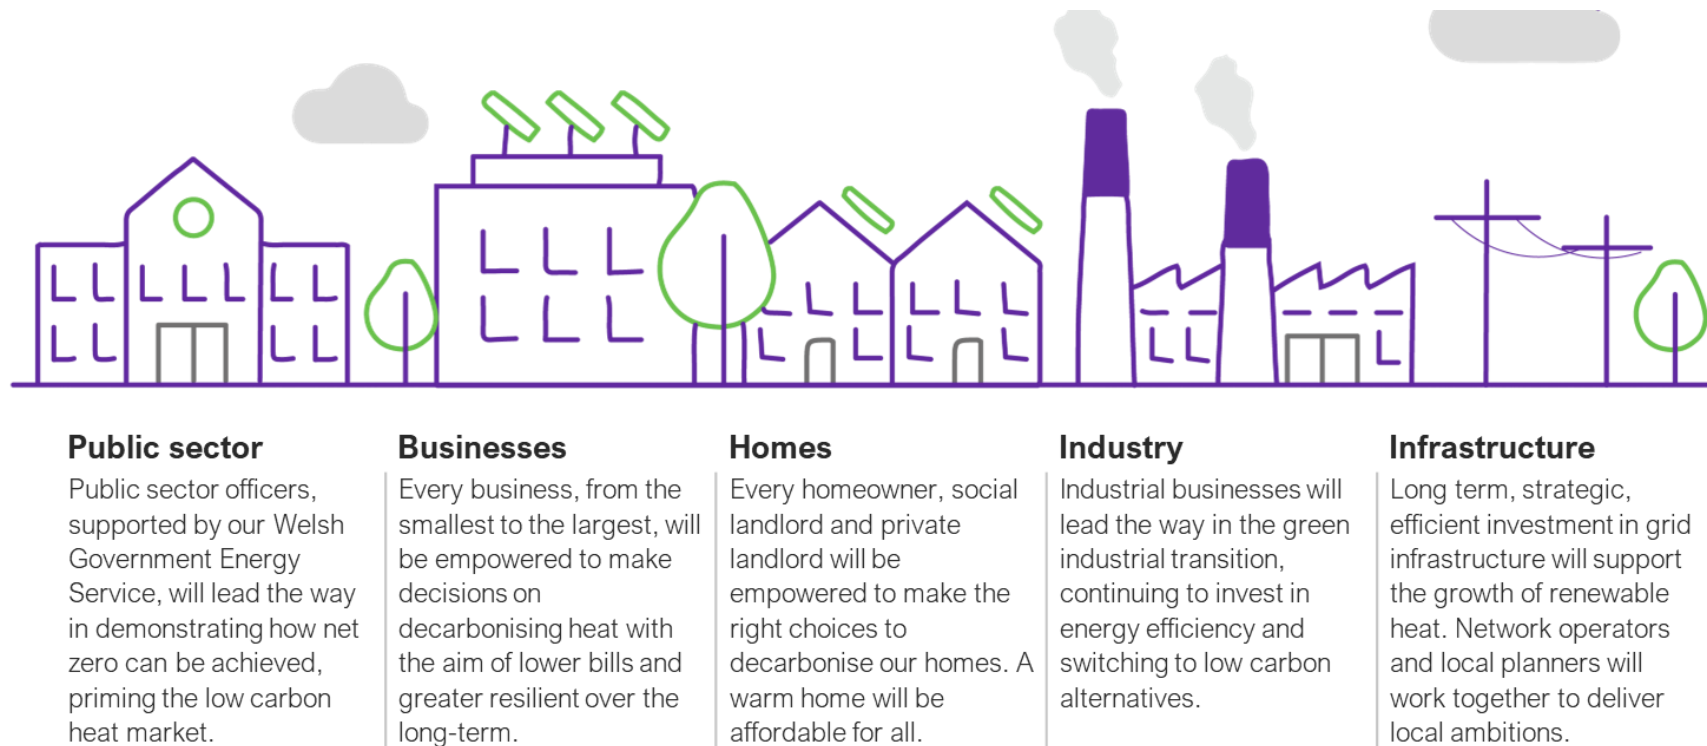 Public sector
Public sector officers,
supported by our Welsh
Government Energy
Service, will lead the way
in demonstrating how net
zero can be achieved,
priming the low carbon
heat market.
Businesses
Every business, from the
smallest to the largest, will
be empowered to make
decisions on
decarbonising heat with
the aim of lower bills and
greater resilient over the
long-term.
Homes
Every homeowner, social
landlord and private
landlord will be
empowered to make the
right choices to
decarbonise our homes. A
warm home will be
affordable for all.
Industry
Industrial businesses will
lead the way in the green
industrial transition,
continuing to invest in
energy efficiency and
switching to low carbon
alternatives.
Infrastructure
Long term, strategic,
efficient investment in grid
infrastructure will support
the growth of renewable
heat. Network operators
and local planners will
work together to deliver
local ambitions.